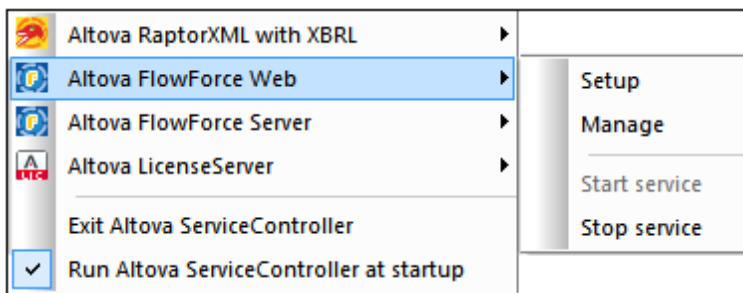 Altova RaptorXML with XBRL
Altova FlowForce Web
Altova FlowForce Server
Altova LicenseServer
Exit Altova ServiceController
Run Altova ServiceController at startup
Setup
Manage
Start service
Stop service
A
LIC